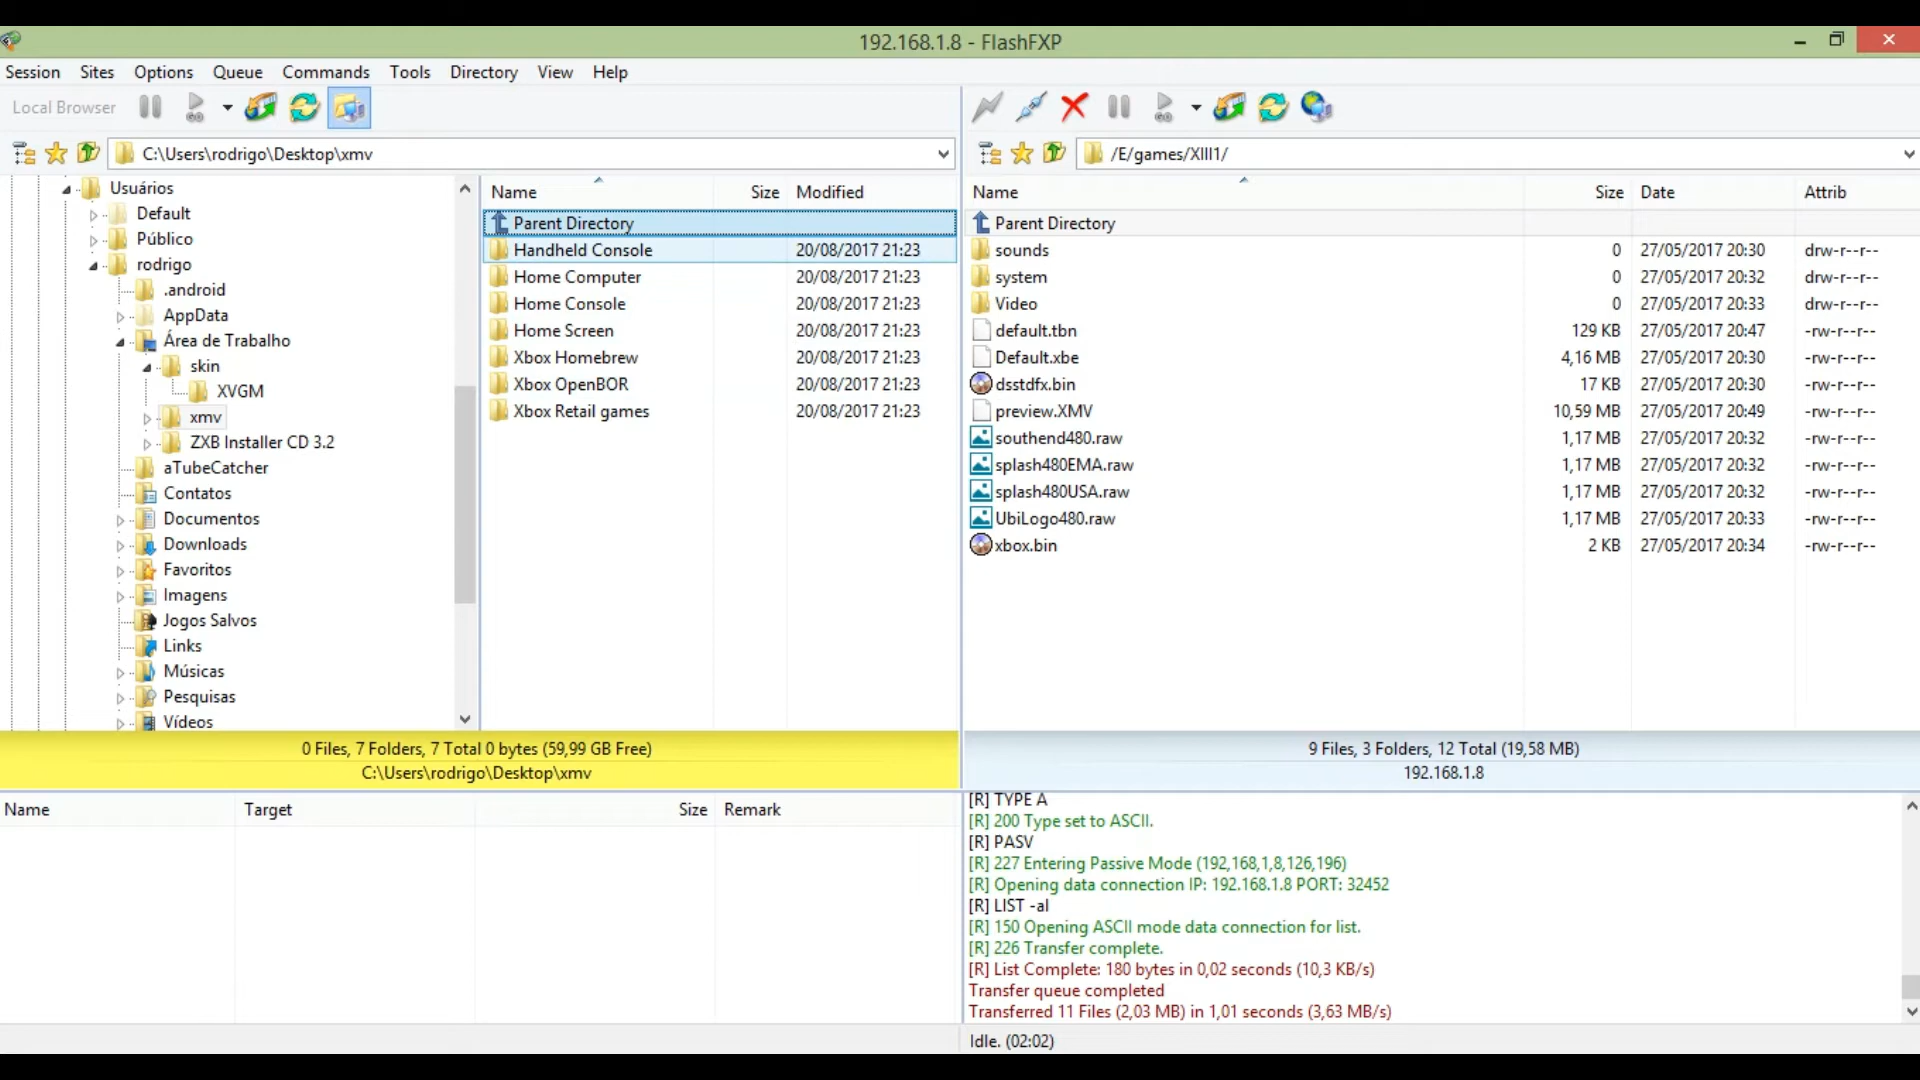 192.168.1.8 - FlashFXP
Session Sites Options Queue Commands Tools Directory View Help
Local Browser
C:\Users\rodrigo\Desktop\xmv
/E/games/XIII1/
Usuários
Default
Público
rodrigo
.android
AppData
Área de Trabalho
skin
XVGM
xmv
ZXB Installer CD 3.2
aTubeCatcher
Contatos
Documentos
Downloads
Favoritos
Imagens
Jogos Salvos
Links
Músicas
Pesquisas
Vídeos
Name Size Modified
Parent Directory
Handheld Console 20/08/2017 21:23
Home Computer 20/08/2017 21:23
Home Console 20/08/2017 21:23
Home Screen 20/08/2017 21:23
Xbox Homebrew 20/08/2017 21:23
Xbox OpenBOR 20/08/2017 21:23
Xbox Retail games 20/08/2017 21:23
Name Size Date Attrib
Parent Directory
sounds 0 27/05/2017 20:30 drw-r--r--
system 0 27/05/2017 20:32 drw-r--r--
Video 0 27/05/2017 20:33 drw-r--r--
default.tbn 129 KB 27/05/2017 20:47 -rw-r--r--
Default.xbe 4,16 MB 27/05/2017 20:30 -rw-r--r--
dsstdfx.bin 17 KB 27/05/2017 20:30 -rw-r--r--
preview.XMV 10,59 MB 27/05/2017 20:49 -rw-r--r--
southend480.raw 1,17 MB 27/05/2017 20:32 -rw-r--r--
splash480EMA.raw 1,17 MB 27/05/2017 20:32 -rw-r--r--
splash480USA.raw 1,17 MB 27/05/2017 20:32 -rw-r--r--
UbiLogo480.raw 1,17 MB 27/05/2017 20:33 -rw-r--r--
xbox.bin 2 KB 27/05/2017 20:34 -rw-r--r--
0 Files, 7 Folders, 7 Total 0 bytes (59,99 GB Free)
C:\Users\rodrigo\Desktop\xmv
9 Files, 3 Folders, 12 Total (19,58 MB)
192.168.1.8
Name Target Size Remark
[R] TYPE A
[R] 200 Type set to ASCII.
[R] PASV
[R] 227 Entering Passive Mode (192,168,1,8,126,196)
[R] Opening data connection IP: 192.168.1.8 PORT: 32452
[R] LIST -al
[R] 150 Opening ASCII mode data connection for list.
[R] 226 Transfer complete.
[R] List Complete: 180 bytes in 0,02 seconds (10,3 KB/s)
Transfer queue completed
Transferred 11 Files (2,03 MB) in 1,01 seconds (3,63 MB/s)
Idle. (02:02)